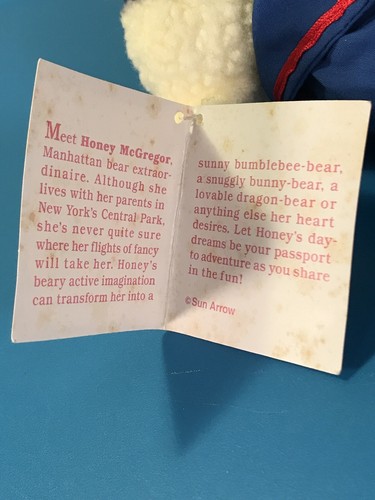 Meet Honey McGregor,
Manhattan bear extraor-
dinaire. Although she
lives with her parents in
New York's Central Park,
she's never quite sure
where her flights of fancy
will take her. Honey's
beary active imagination
can transform her into a
sunny bumblebee-bear,
a snuggly bunny-bear, a
lovable dragon-bear or
anything else her heart
desires. Let Honey's day-
dreams be your passport
to adventure as you share
in the fun!
©Sun Arrow